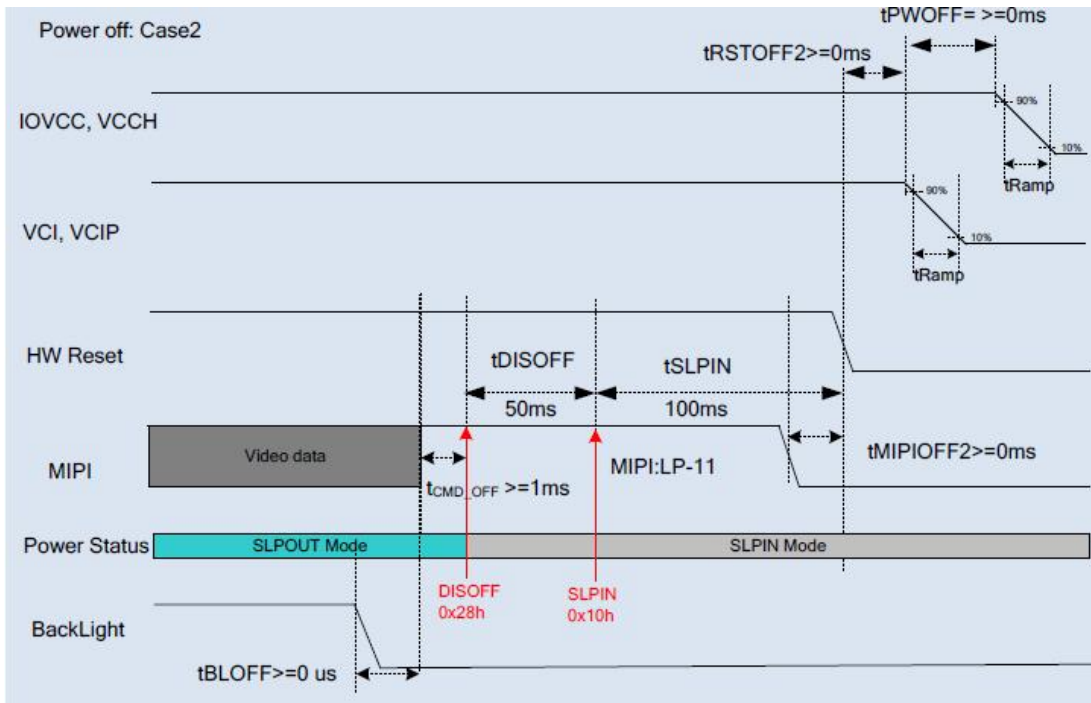 Power off: Case2
tPWOFF= >=0ms
tRSTOFF2>=0ms
IOVCC, VCCH
90%
10%
tRamp
VCI, VCIP
90%
10%
tRamp
HW Reset
tDISOFF
tSLPIN
50ms
100ms
MIPI
Video data
MIPI:LP-11
tMIPIOFF2>=0ms
tCMD_OFF >=1ms
Power Status
SLPOUT Mode
SLPIN Mode
DISOFF
0x28h
SLPIN
0x10h
BackLight
tBLOFF>=0 us